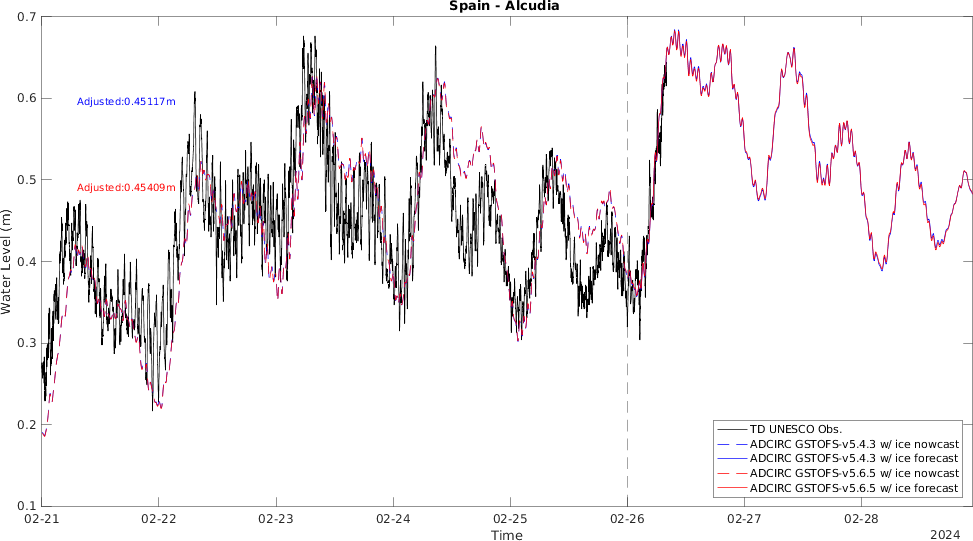 Spain - Alcudia
0.7
0.6
0.5
0.4
0.3
0.2
0.1
Water Level (m)
Adjusted:0.45117m
Adjusted:0.45409m
TD UNESCO Obs.
ADCIRC GSTOFS-v5.4.3 w/ ice nowcast
ADCIRC GSTOFS-v5.4.3 w/ ice forecast
ADCIRC GSTOFS-v5.6.5 w/ ice nowcast
ADCIRC GSTOFS-v5.6.5 w/ ice forecast
02-21 02-22 02-23 02-24 02-25 02-26 02-27 02-28
Time
2024